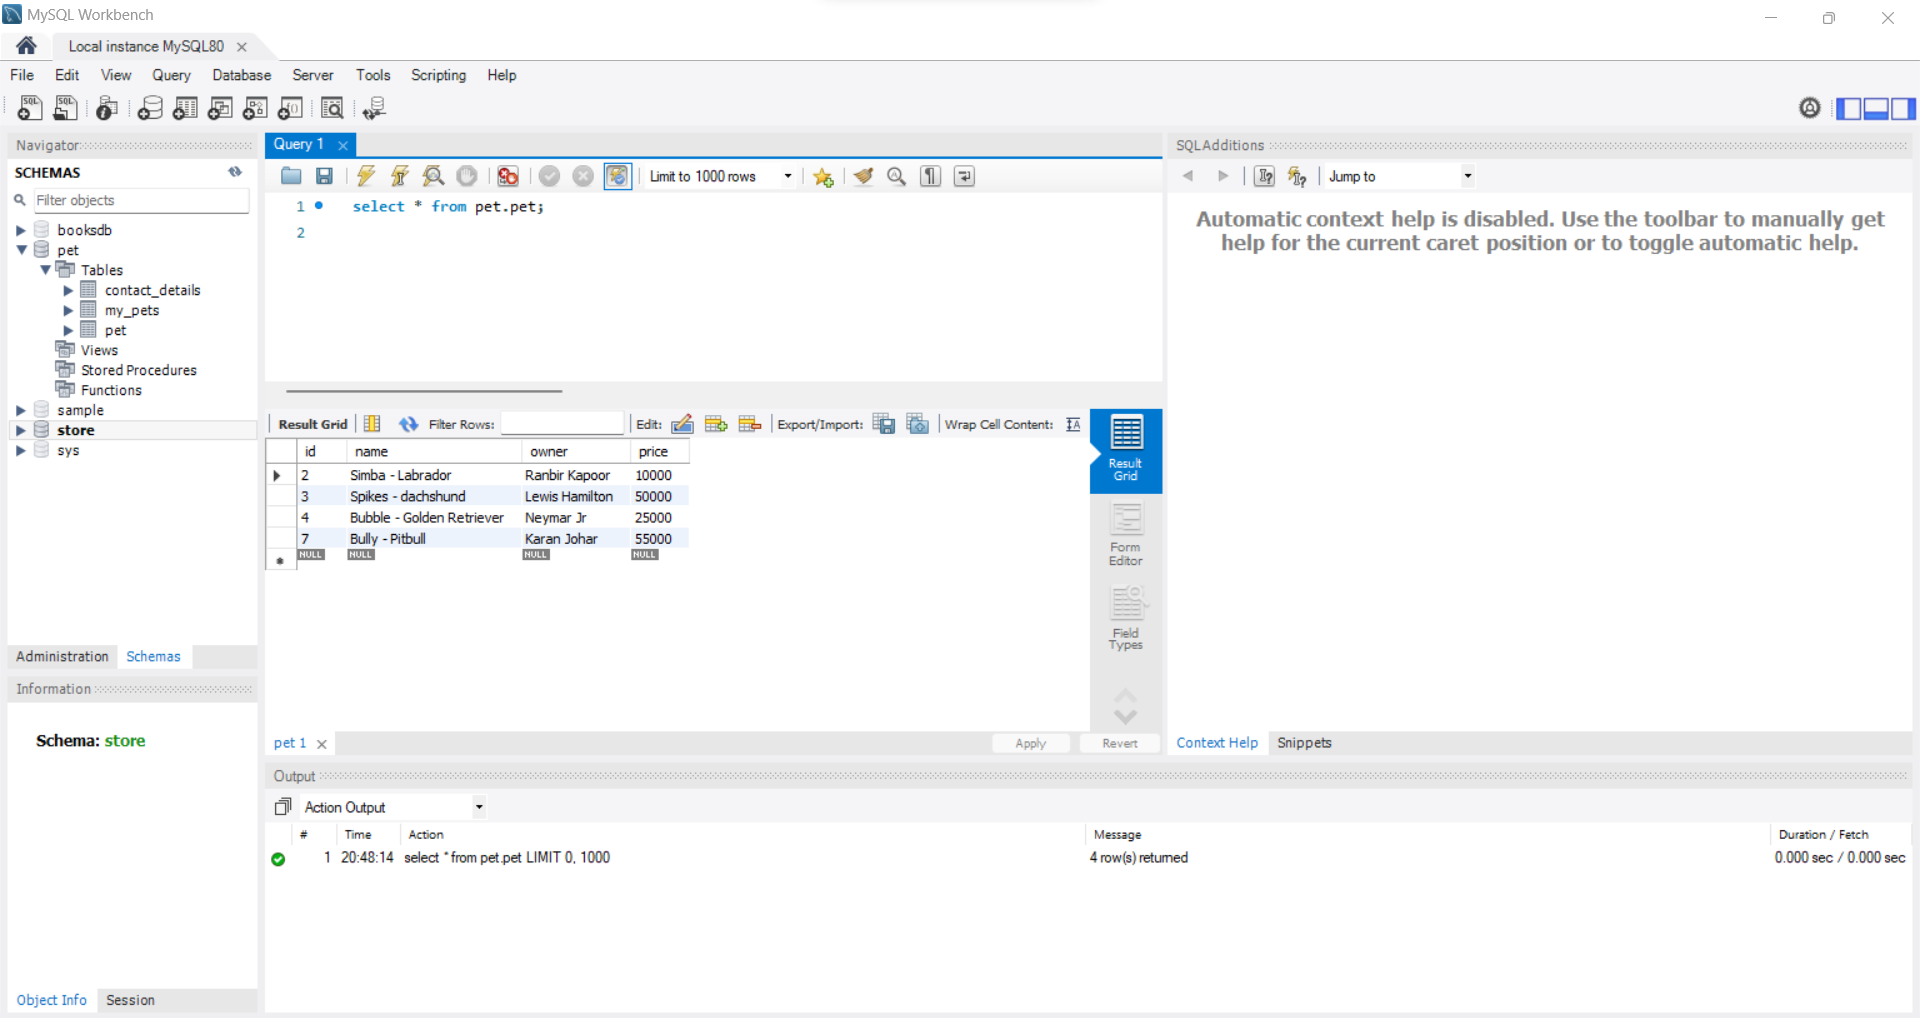 MySQL Workbench
Local instance MySQL80
File Edit View Query Database Server Tools Scripting Help
Navigator
SCHEMAS
Filter objects
booksdb
pet
Tables
contact_details
my_pets
pet
Views
Stored Procedures
Functions
sample
store
sys
Administration Schemas
Information
Schema: store
Object Info Session
Query 1
Limit to 1000 rows
1 select * from pet.pet;
2
Result Grid Filter Rows: Edit: Export/Import: Wrap Cell Content:
id name owner price
2 Simba - Labrador Ranbir Kapoor 10000
3 Spikes - dachshund Lewis Hamilton 50000
4 Bubble - Golden Retriever Neymar Jr 25000
7 Bully - Pitbull Karan Johar 55000
NULL NULL NULL NULL
Result
Grid
Form
Editor
Field
Types
pet 1
Apply Revert
SQLAdditions
Jump to
Automatic context help is disabled. Use the toolbar to manually get
help for the current caret position or to toggle automatic help.
Context Help Snippets
Output
Action Output
# Time Action Message Duration / Fetch
1 20:48:14 select * from pet.pet LIMIT 0, 1000 4 row(s) returned 0.000 sec / 0.000 sec